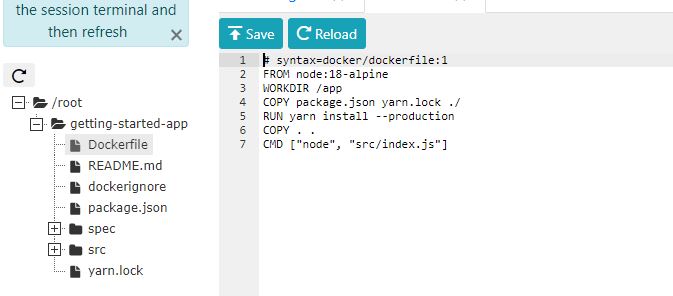 the session terminal and
then refresh
Save
Reload
1 # syntax=docker/dockerfile:1
2 FROM node:18-alpine
3 WORKDIR /app
4 COPY package.json yarn.lock ./
5 RUN yarn install --production
6 COPY . .
7 CMD ["node", "src/index.js"]
/root
getting-started-app
Dockerfile
README.md
dockerignore
package.json
spec
src
yarn.lock